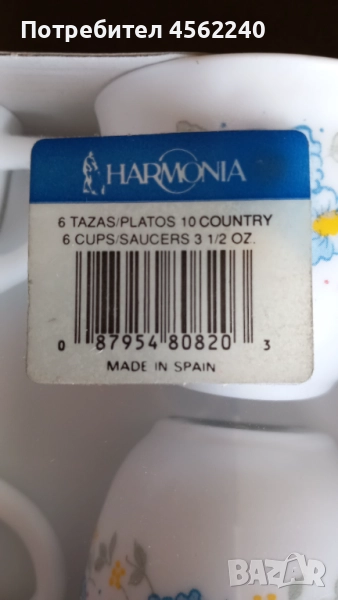 Потребител 4562240
HARMONIA
6 TAZAS/PLATOS 10 COUNTRY
6 CUPS/SAUCERS 3 1/2 OZ.
0 87954 80820 3
MADE IN SPAIN
BAZAR